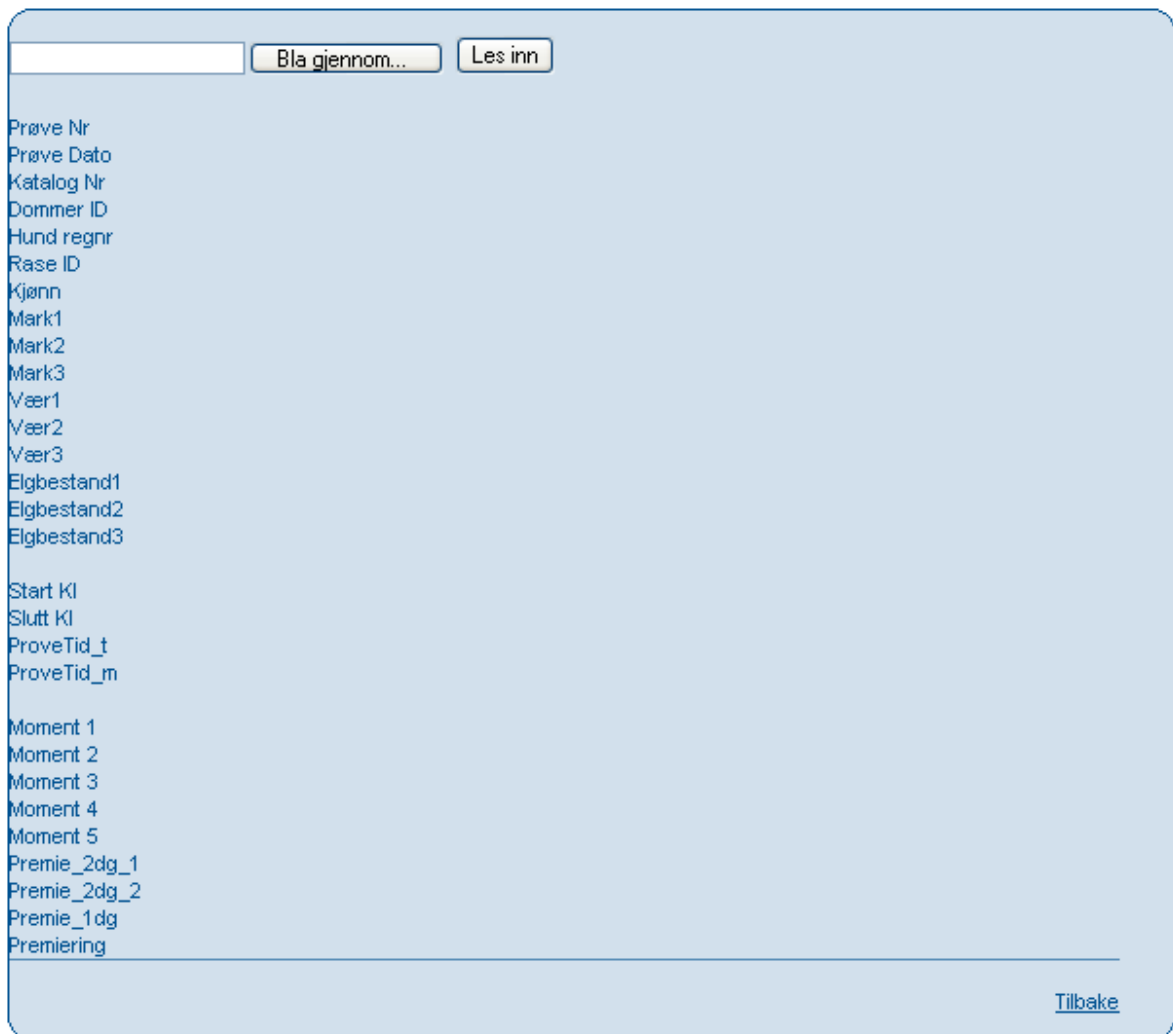 Bla gjennom... Les inn
Prøve Nr
Prøve Dato
Katalog Nr
Dommer ID
Hund regnr
Rase ID
Kjønn
Mark1
Mark2
Mark3
Vær1
Vær2
Vær3
Elgbestand1
Elgbestand2
Elgbestand3
Start Kl
Slutt Kl
ProveTid_t
ProveTid_m
Moment 1
Moment 2
Moment 3
Moment 4
Moment 5
Premie_2dg_1
Premie_2dg_2
Premie_1dg
Premiering
Tilbake